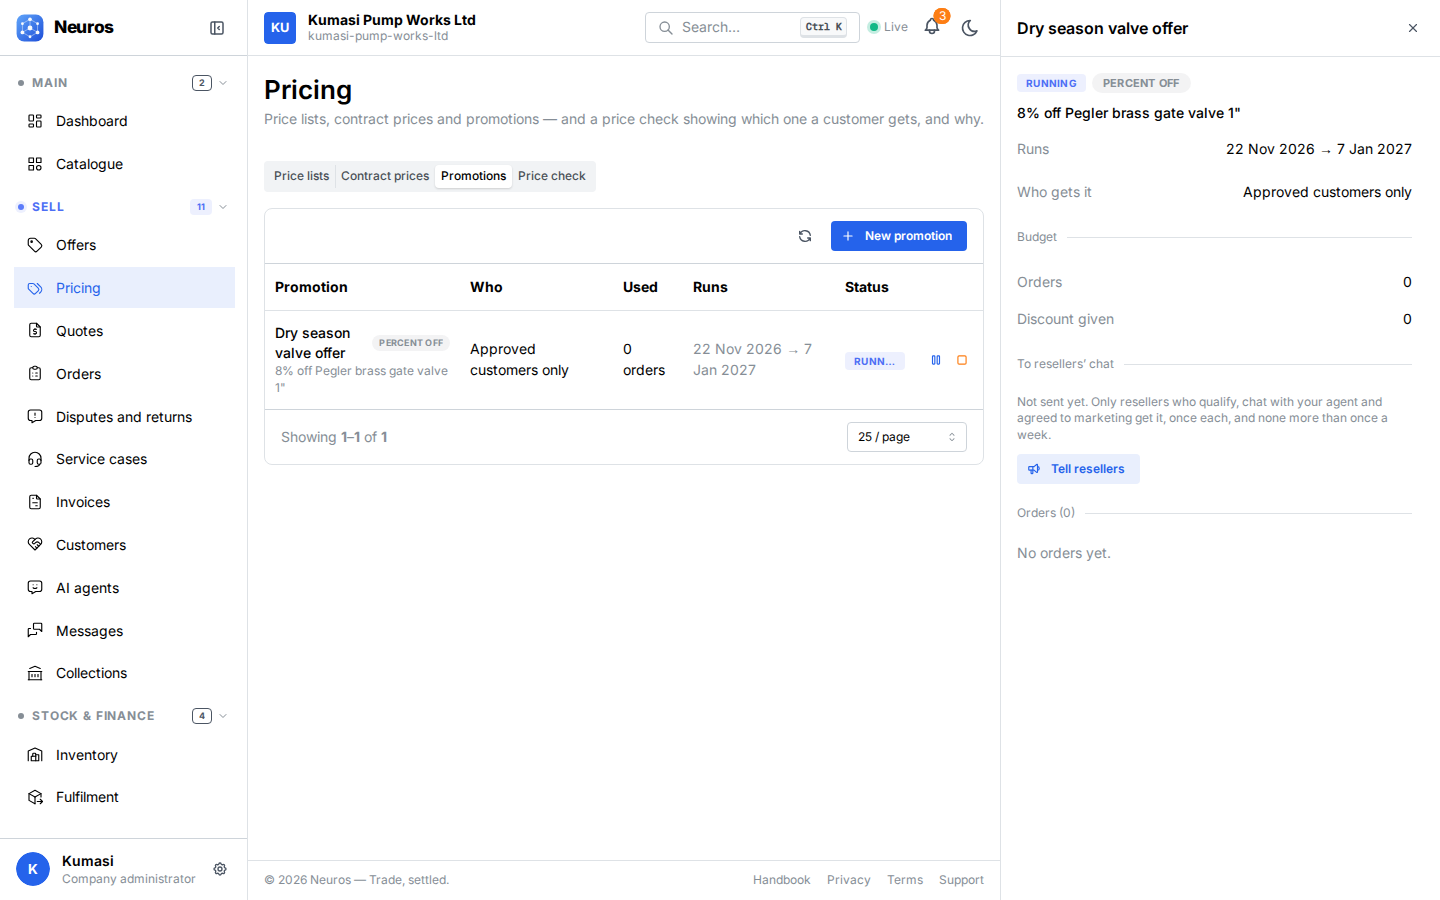 Neuros
MAIN
2
Dashboard
Catalogue
SELL
11
Offers
Pricing
Quotes
Orders
Disputes and returns
Service cases
Invoices
Customers
AI agents
Messages
Collections
STOCK & FINANCE
4
Inventory
Fulfilment
K
Kumasi
Company administrator
KU
Kumasi Pump Works Ltd
kumasi-pump-works-ltd
Search...
Ctrl K
Live
3
Pricing
Price lists, contract prices and promotions — and a price check showing which one a customer gets, and why.
Price lists
Contract prices
Promotions
Price check
New promotion
Promotion
Who
Used
Runs
Status
Dry season
valve offer
PERCENT OFF
8% off Pegler brass gate valve
1"
Approved
customers only
0
orders
22 Nov 2026 → 7
Jan 2027
RUNN...
Showing 1–1 of 1
25 / page
© 2026 Neuros — Trade, settled.
Handbook
Privacy
Terms
Support
Dry season valve offer
RUNNING
PERCENT OFF
8% off Pegler brass gate valve 1"
Runs
22 Nov 2026 → 7 Jan 2027
Who gets it
Approved customers only
Budget
Orders
0
Discount given
0
To resellers' chat
Not sent yet. Only resellers who qualify, chat with your agent and
agreed to marketing get it, once each, and none more than once a
week.
Tell resellers
Orders (0)
No orders yet.